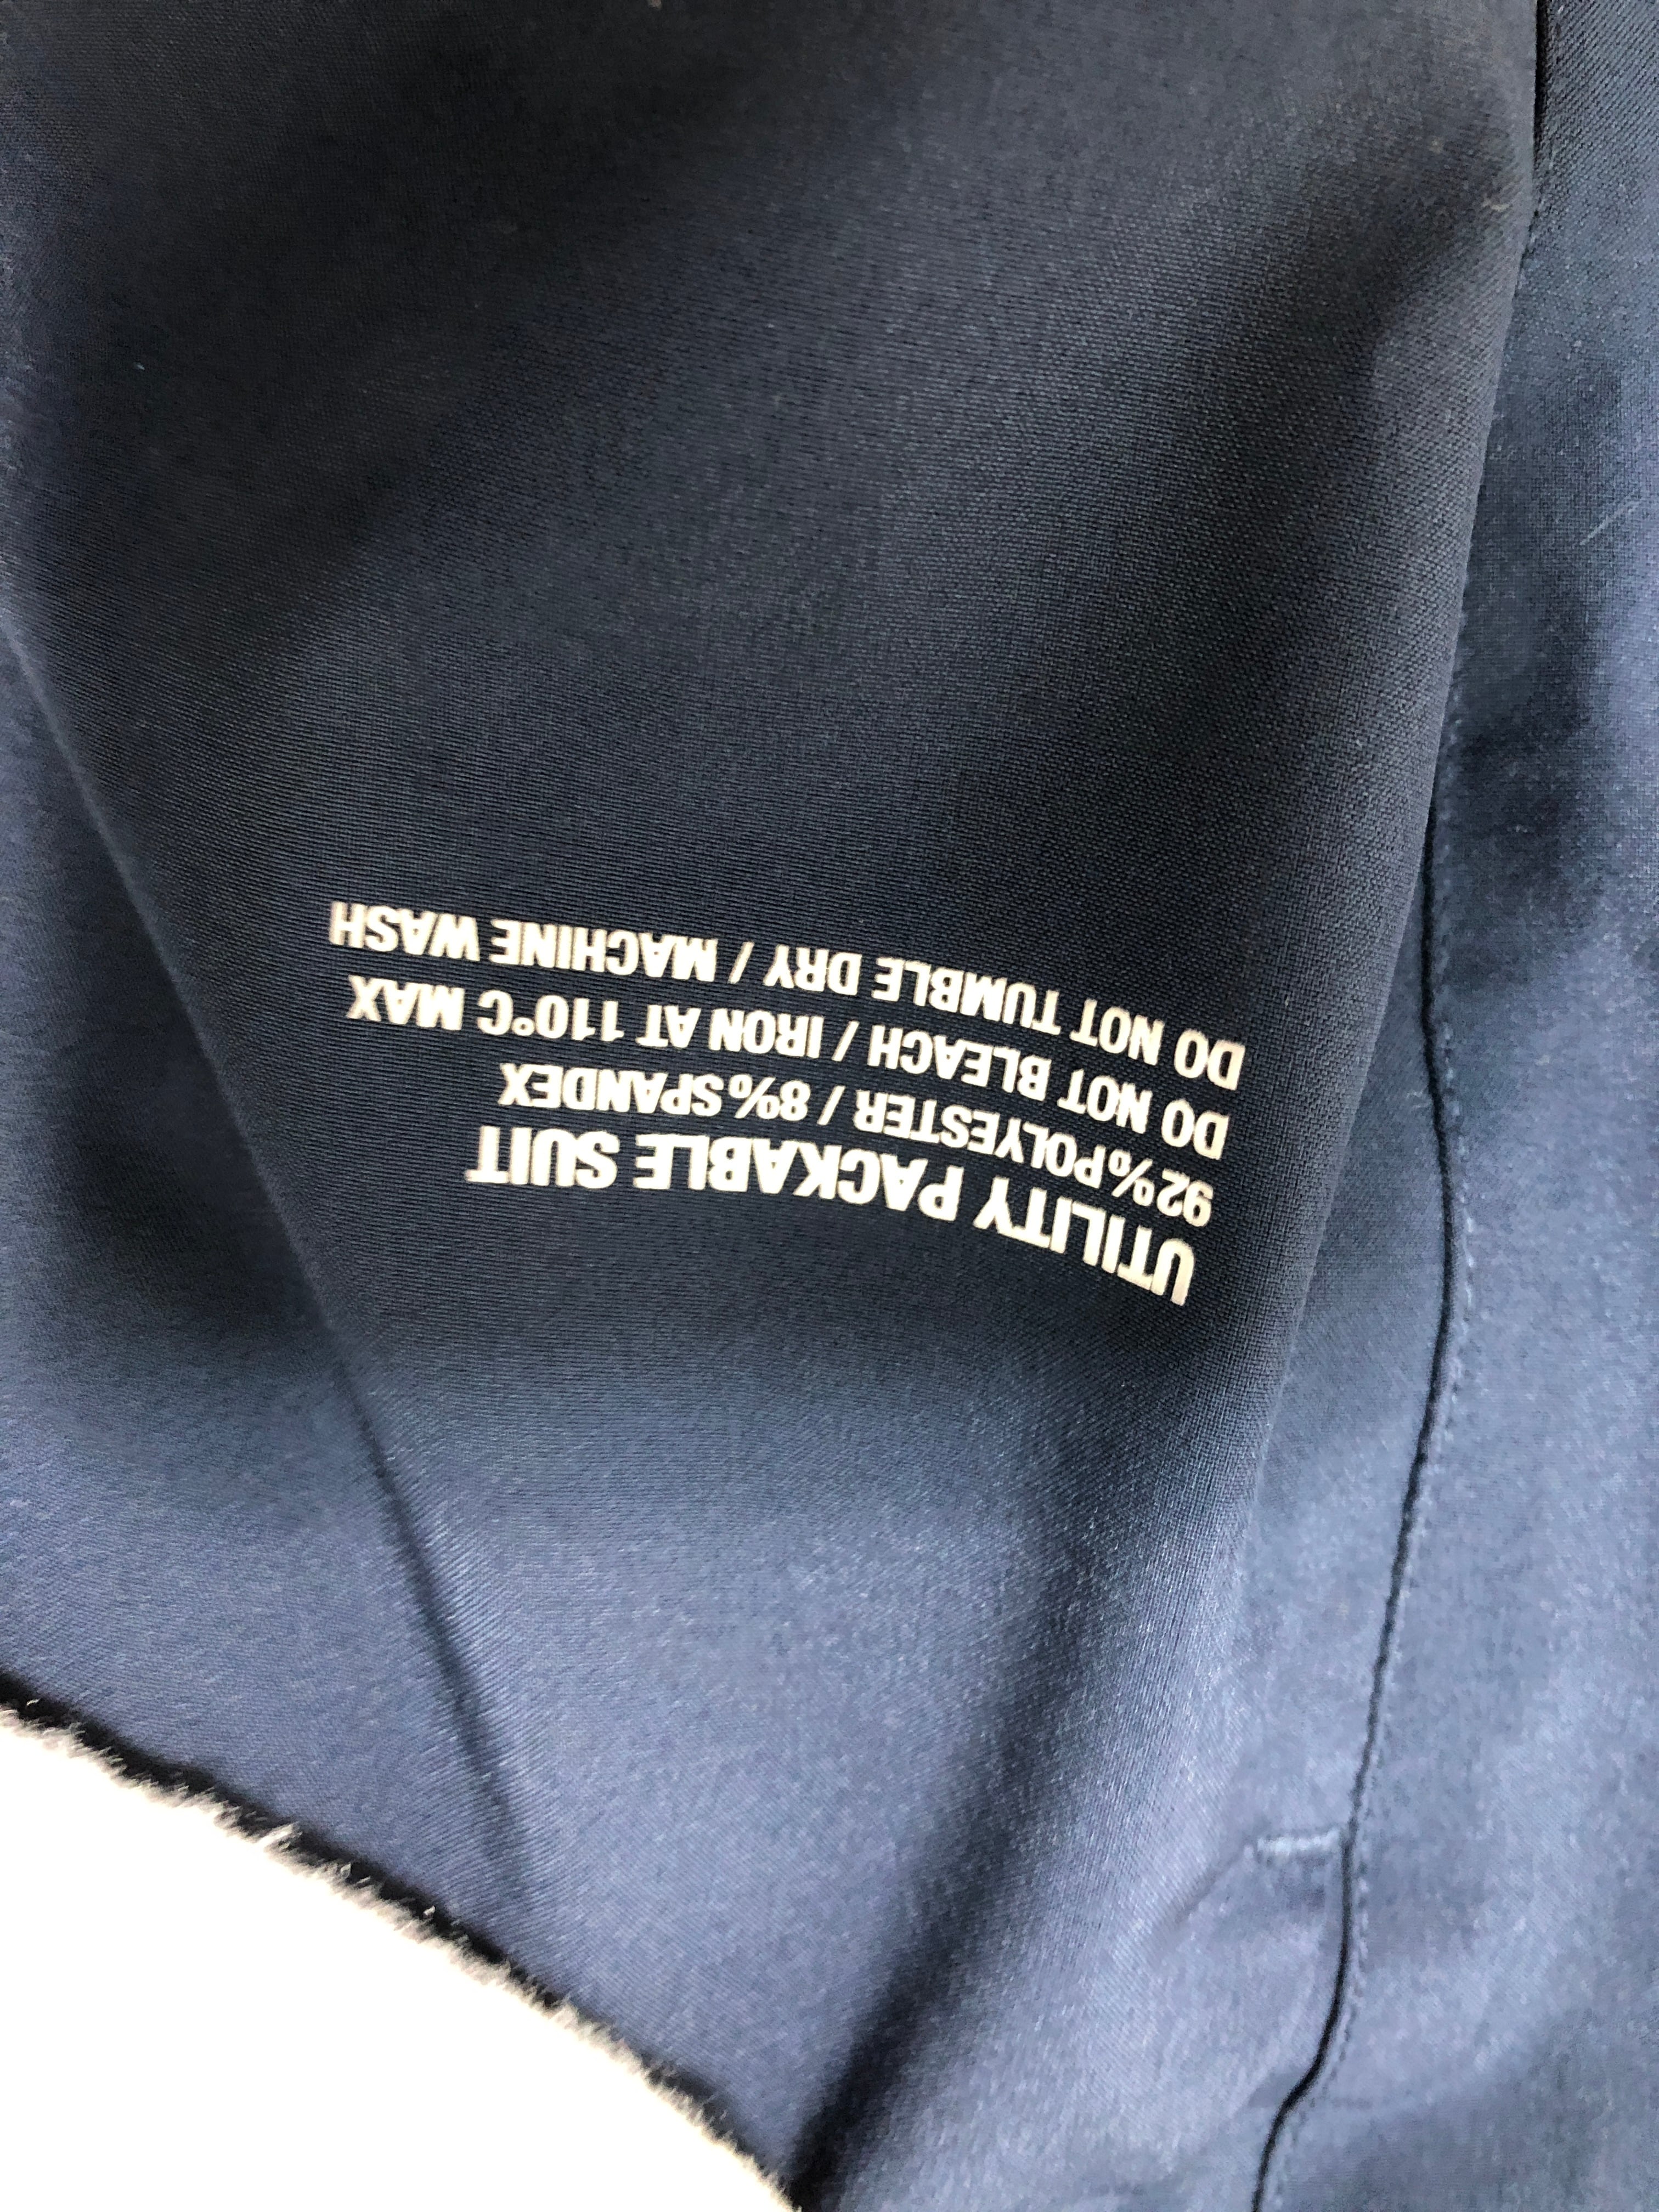 UTILITY PACKABLE SUIT
92% POLYESTER / 8% SPANDEX
DO NOT BLEACH / IRON AT 110°C MAX
DO NOT TUMBLE DRY / MACHINE WASH